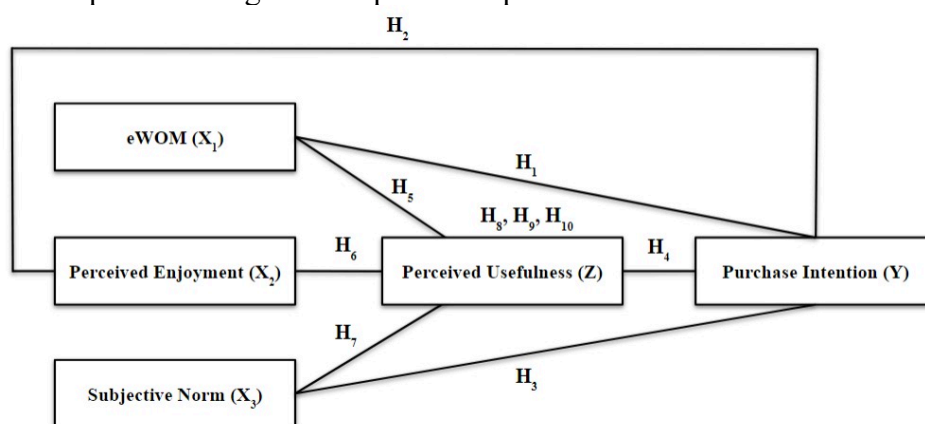 H₂
eWOM (X₁)
H₁
H₅
H₈, H₉, H₁₀
Perceived Enjoyment (X₂)
H₆
Perceived Usefulness (Z)
H₄
Purchase Intention (Y)
H₇
H₃
Subjective Norm (X₃)